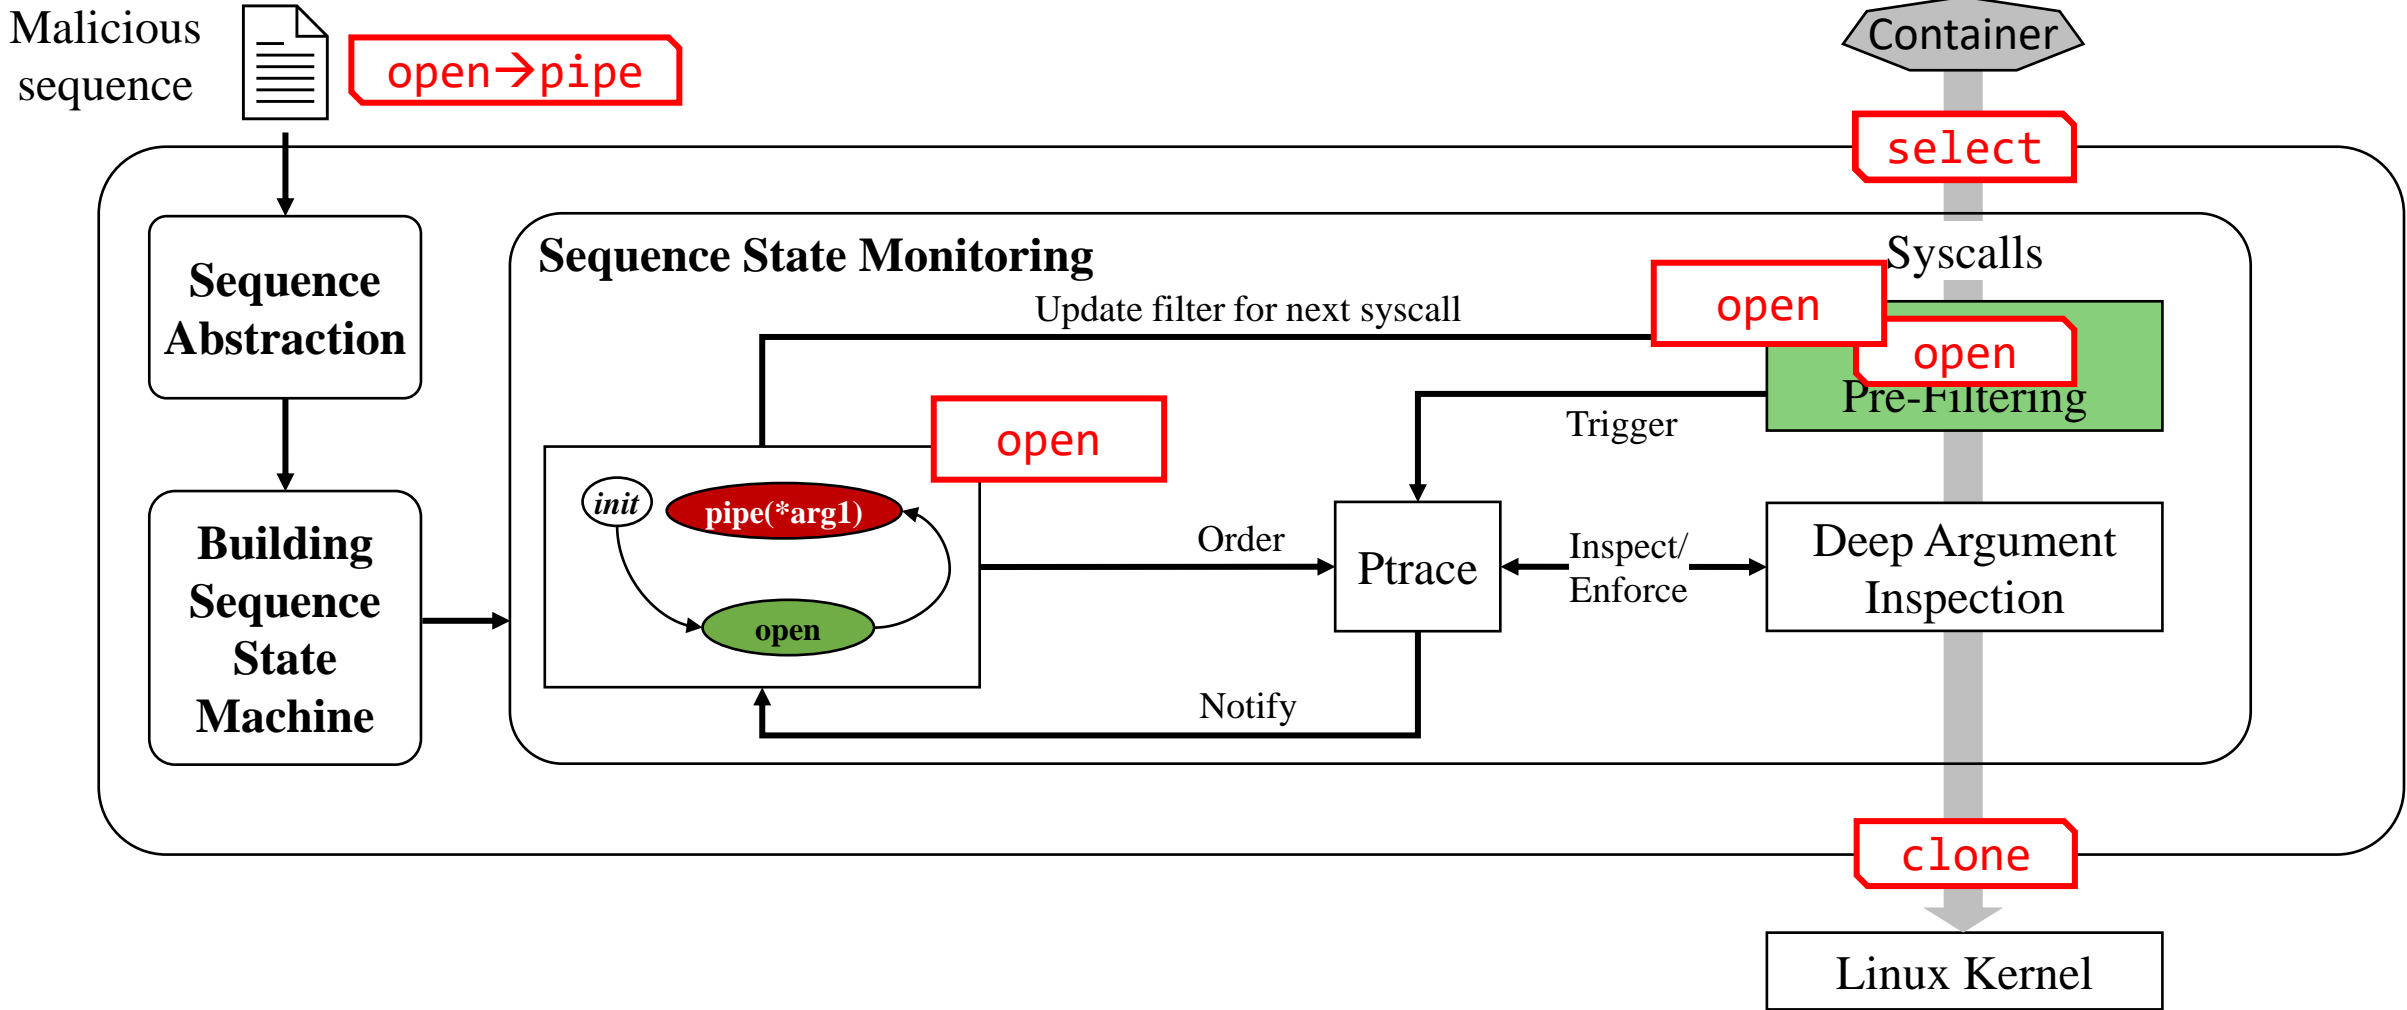 Malicious
sequence
open→pipe
Container
select
Sequence
Abstraction
Building
Sequence
State
Machine
Sequence State Monitoring
Syscalls
Update filter for next syscall
open
open
Pre-Filtering
Trigger
open
init
pipe(*arg1)
open
Order
Ptrace
Inspect/
Enforce
Deep Argument
Inspection
Notify
clone
Linux Kernel